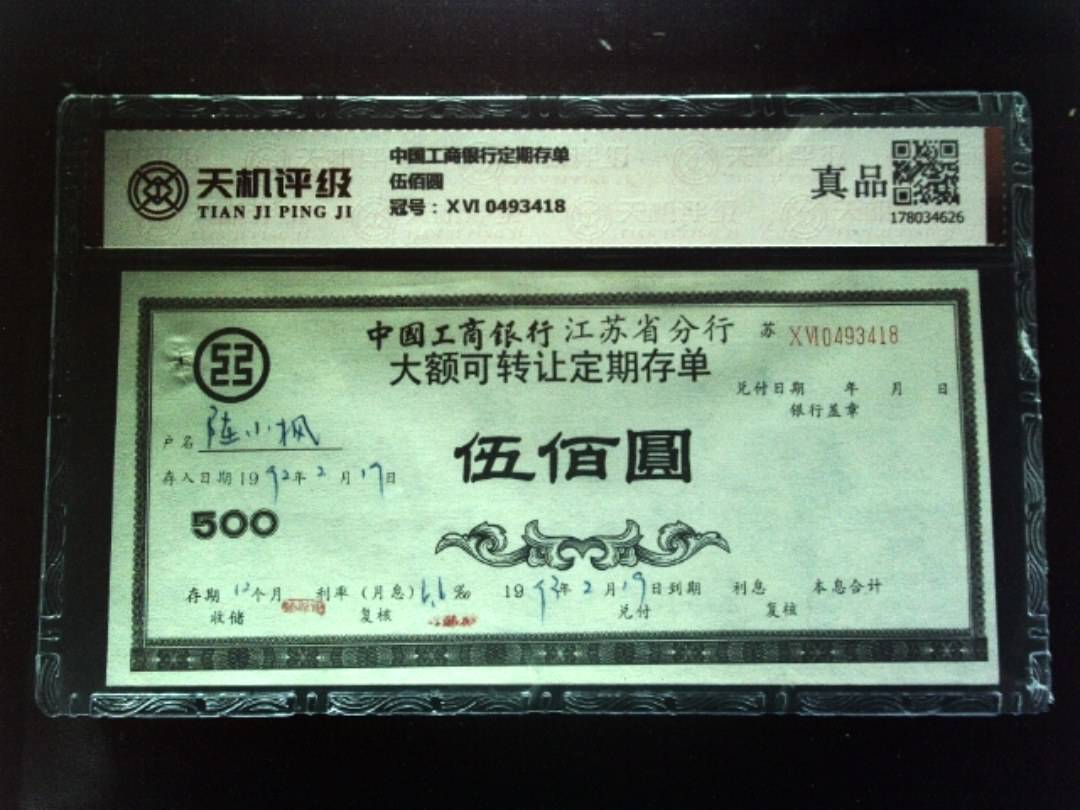 天机评级
TIAN JI PING JI
中国工商银行定期存单
伍佰圆
冠号：XVI 0493418
真品
178034626
中国工商银行江苏省分行
苏 XVI0493418
大额可转让定期存单
兑付日期 年 月 日
银行盖章
户名 陆小枫
伍佰圓
存入日期1992年2月19日
500
存期12个月 利率（月息）6.6‰ 1993年2月19日到期 利息 本息合计
收储 复核 兑付 复核